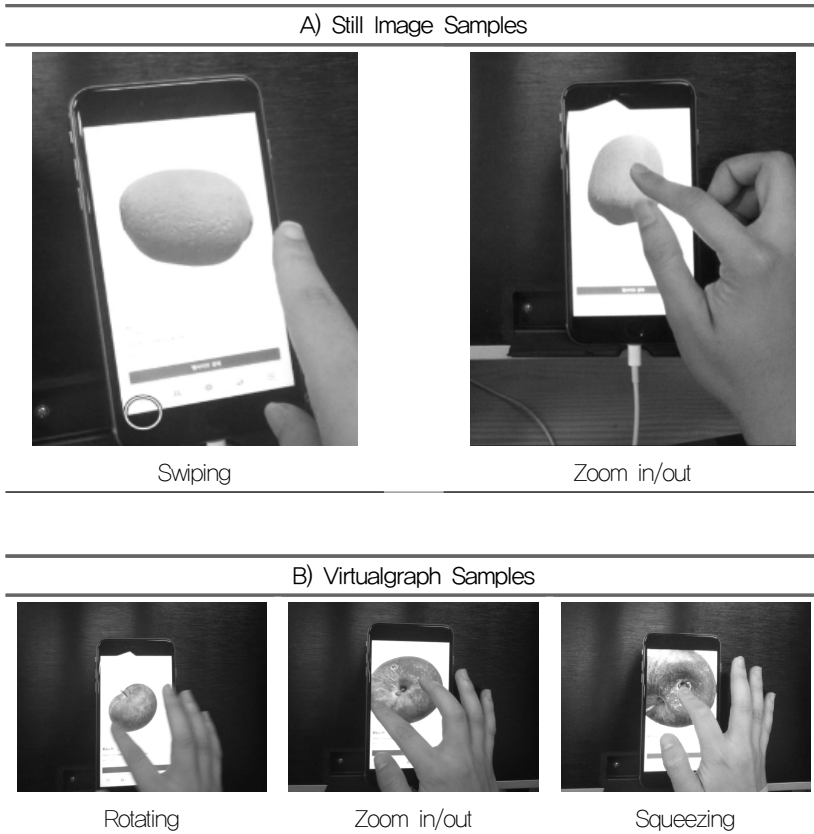 A) Still Image Samples
Swiping
Zoom in/out
B) Virtualgraph Samples
Rotating
Zoom in/out
Squeezing